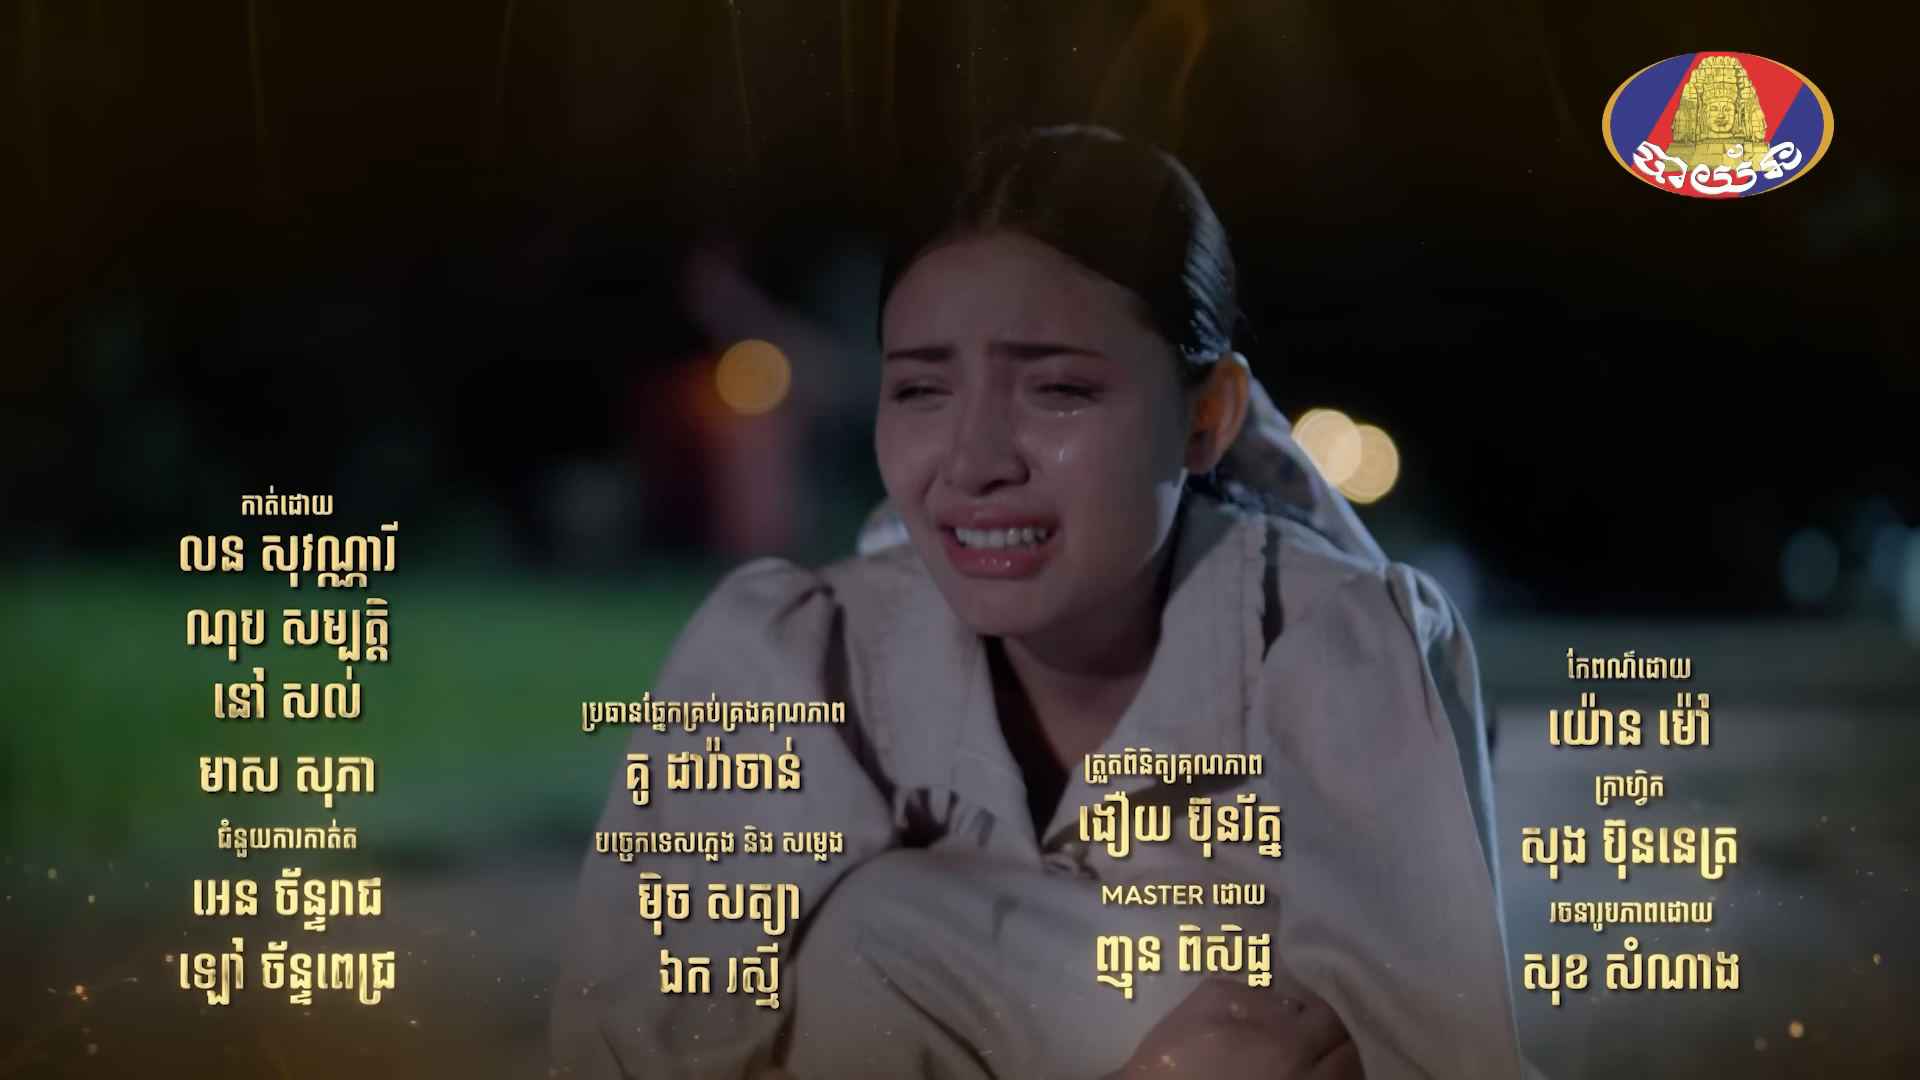 បាយ័ន
កាត់ដោយ
លន សុវណ្ណារី
ណុប សម្បត្តិ
នៅ សល់
មាស សុភា
ជំនួយការកាត់ត
អេន ច័ន្ទរាជ
ឡៅ ច័ន្ទពេជ្រ
ប្រធានផ្នែកគ្រប់គ្រងគុណភាព
គូ ដារ៉ាចាន់
បច្ចេកទេសភ្លេង និង សម្លេង
ម៉ិច សត្យា
ឯក រស្មី
ត្រួតពិនិត្យគុណភាព
ងឿយ ប៊ុនរ័ត្ន
MASTER ដោយ
ញុន ពិសិដ្ឋ
កែពណ៌ដោយ
យ៉ោន ម៉ៅ
ក្រាហ្វិក
សុង ប៊ុននេត្រ
រចនារូបភាពដោយ
សុខ សំណាង